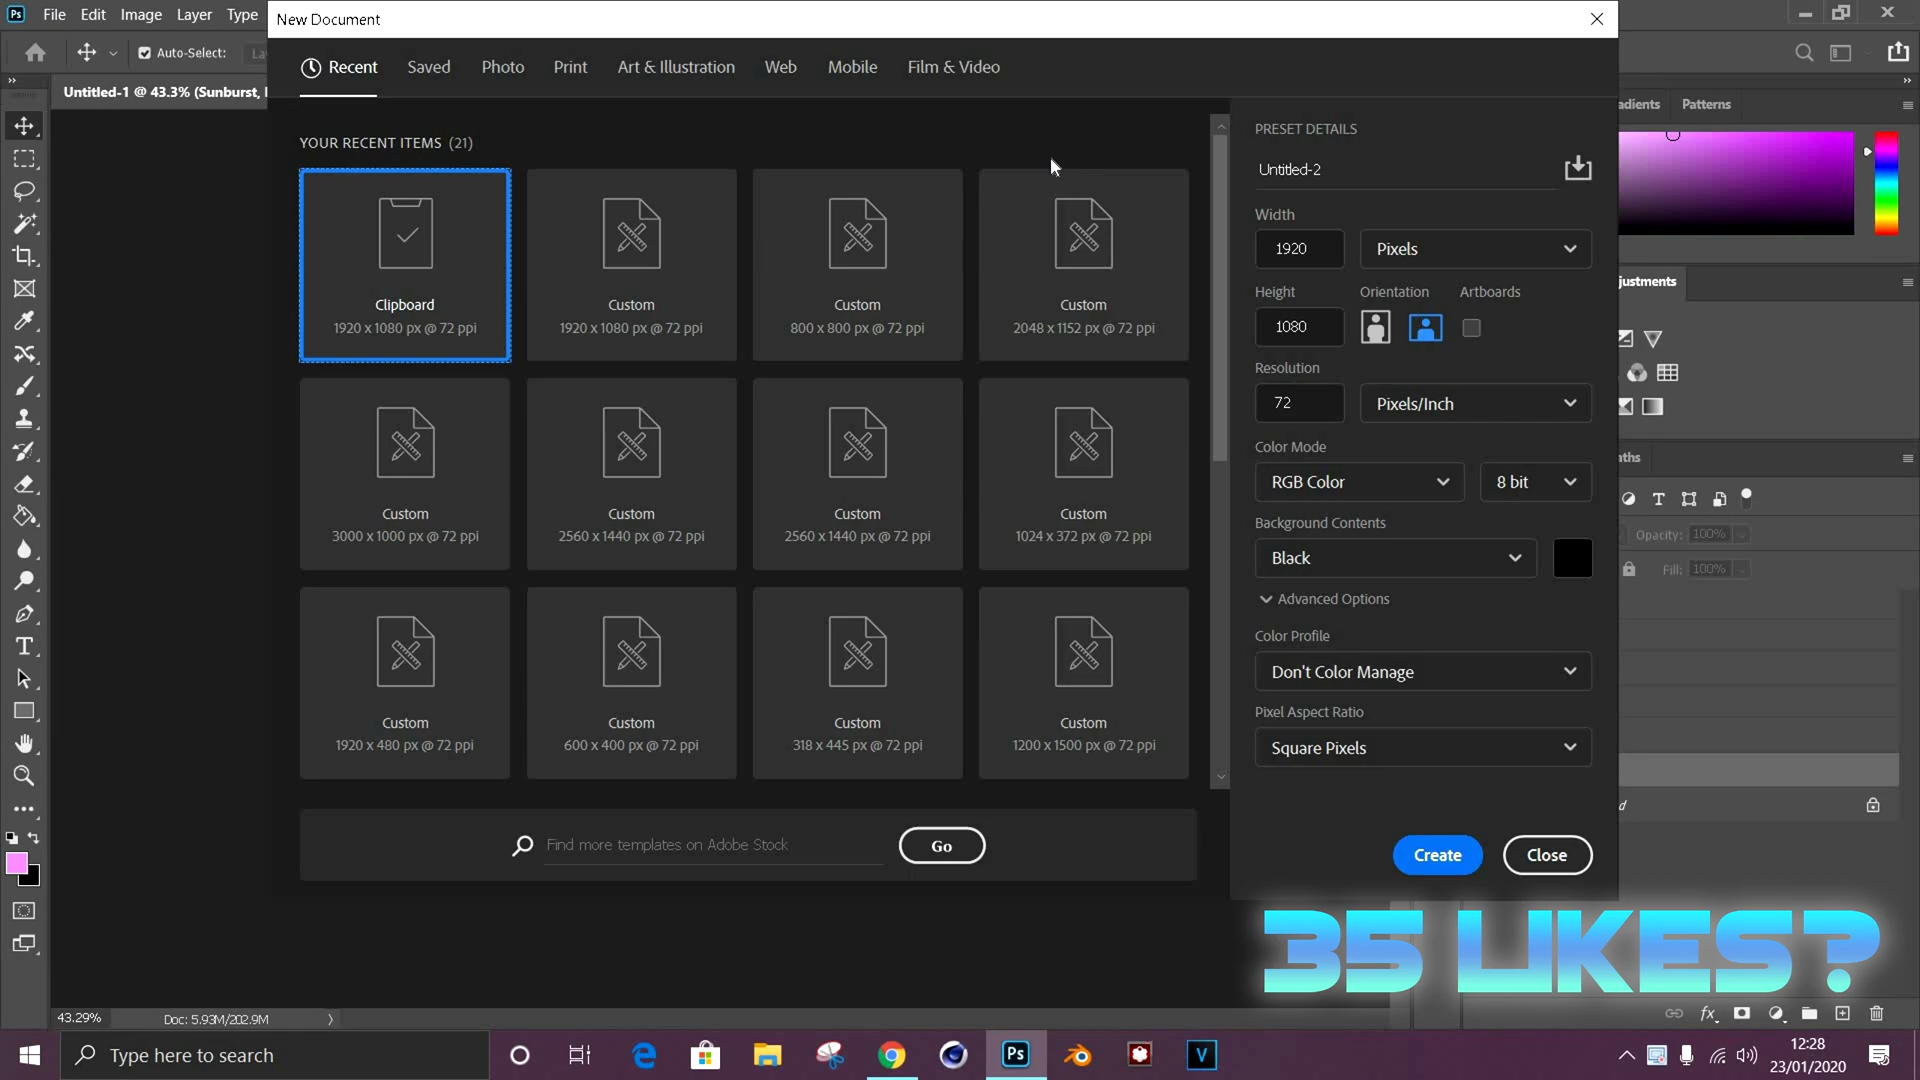 Ps File Edit Image Layer Type
New Document
Auto-Select:
Untitled-1 @ 43.3% (Sunburst,
Recent Saved Photo Print Art & Illustration Web Mobile Film & Video
YOUR RECENT ITEMS (21)
Clipboard
1920 x 1080 px @ 72 ppi
Custom
1920 x 1080 px @ 72 ppi
Custom
800 x 800 px @ 72 ppi
Custom
2048 x 1152 px @ 72 ppi
Custom
3000 x 1000 px @ 72 ppi
Custom
2560 x 1440 px @ 72 ppi
Custom
2560 x 1440 px @ 72 ppi
Custom
1024 x 372 px @ 72 ppi
Custom
1920 x 480 px @ 72 ppi
Custom
600 x 400 px @ 72 ppi
Custom
318 x 445 px @ 72 ppi
Custom
1200 x 1500 px @ 72 ppi
Find more templates on Adobe Stock
Go
PRESET DETAILS
Untitled-2
Width
1920 Pixels
Height Orientation Artboards
1080
Resolution
72 Pixels/Inch
Color Mode
RGB Color 8 bit
Background Contents
Black
Advanced Options
Color Profile
Don't Color Manage
Pixel Aspect Ratio
Square Pixels
Create Close
adients Patterns
justments
ths
Opacity: 100%
Fill: 100%
d
35 LIKES?
43.29% Doc: 5.93M/202.9M
fx
Type here to search
Ps
V
12:28
23/01/2020